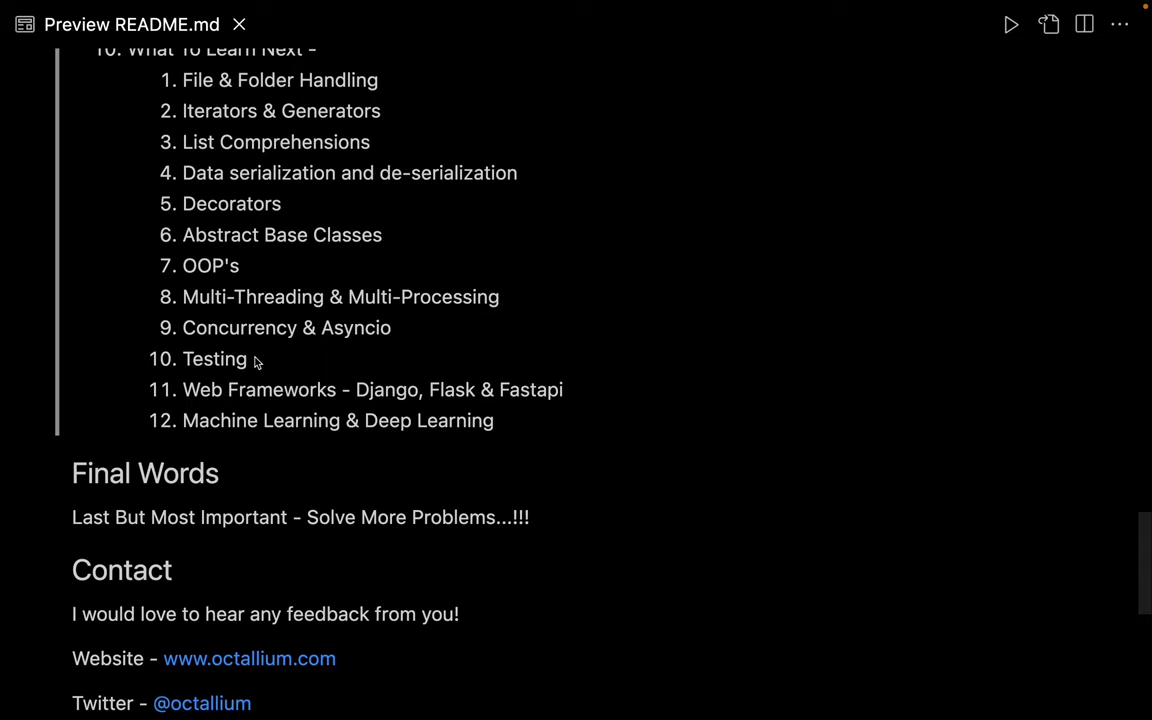 Preview README.md
10. What To Learn Next -
1. File & Folder Handling
2. Iterators & Generators
3. List Comprehensions
4. Data serialization and de-serialization
5. Decorators
6. Abstract Base Classes
7. OOP's
8. Multi-Threading & Multi-Processing
9. Concurrency & Asyncio
10. Testing
11. Web Frameworks - Django, Flask & Fastapi
12. Machine Learning & Deep Learning
Final Words
Last But Most Important - Solve More Problems...!!!
Contact
I would love to hear any feedback from you!
Website - www.octallium.com
Twitter - @octallium